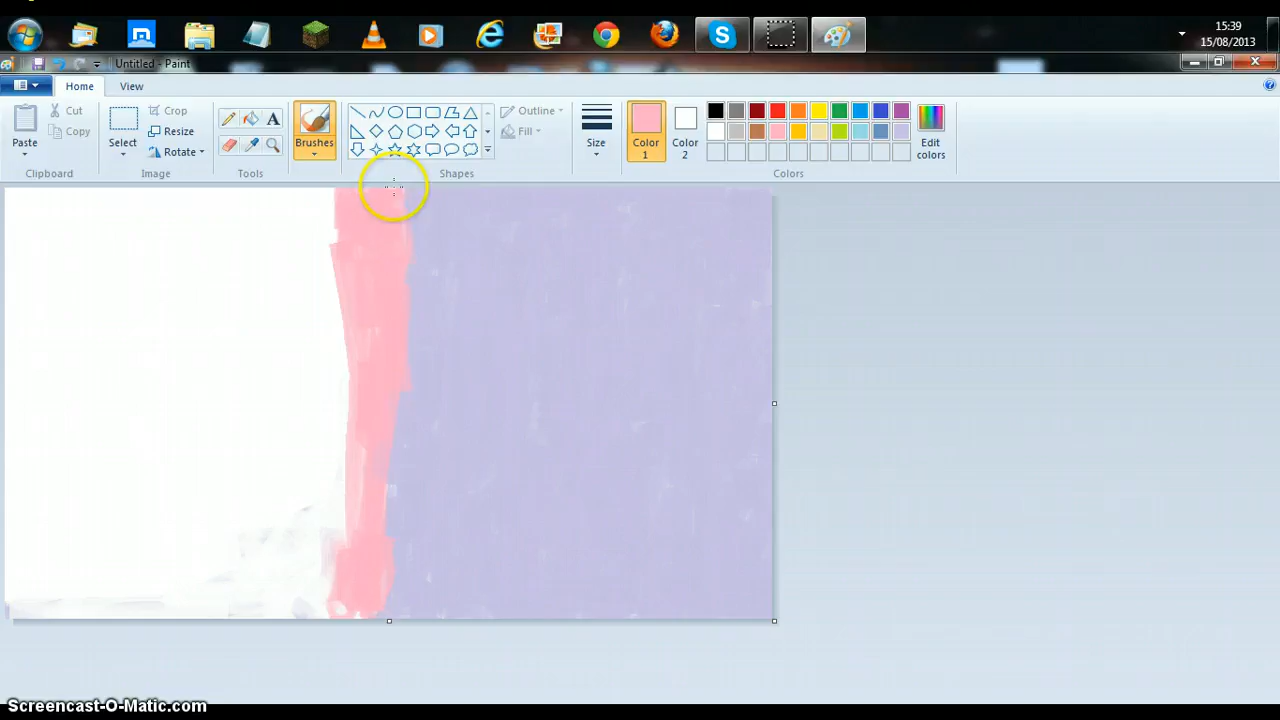 15:39
15/08/2013
Untitled - Paint
Home
View
Paste
Cut
Copy
Clipboard
Select
Crop
Resize
Rotate
Image
A
Tools
Brushes
Outline
Fill
Shapes
Size
Color
1
Color
2
Edit
colors
Colors
Screencast-O-Matic.com